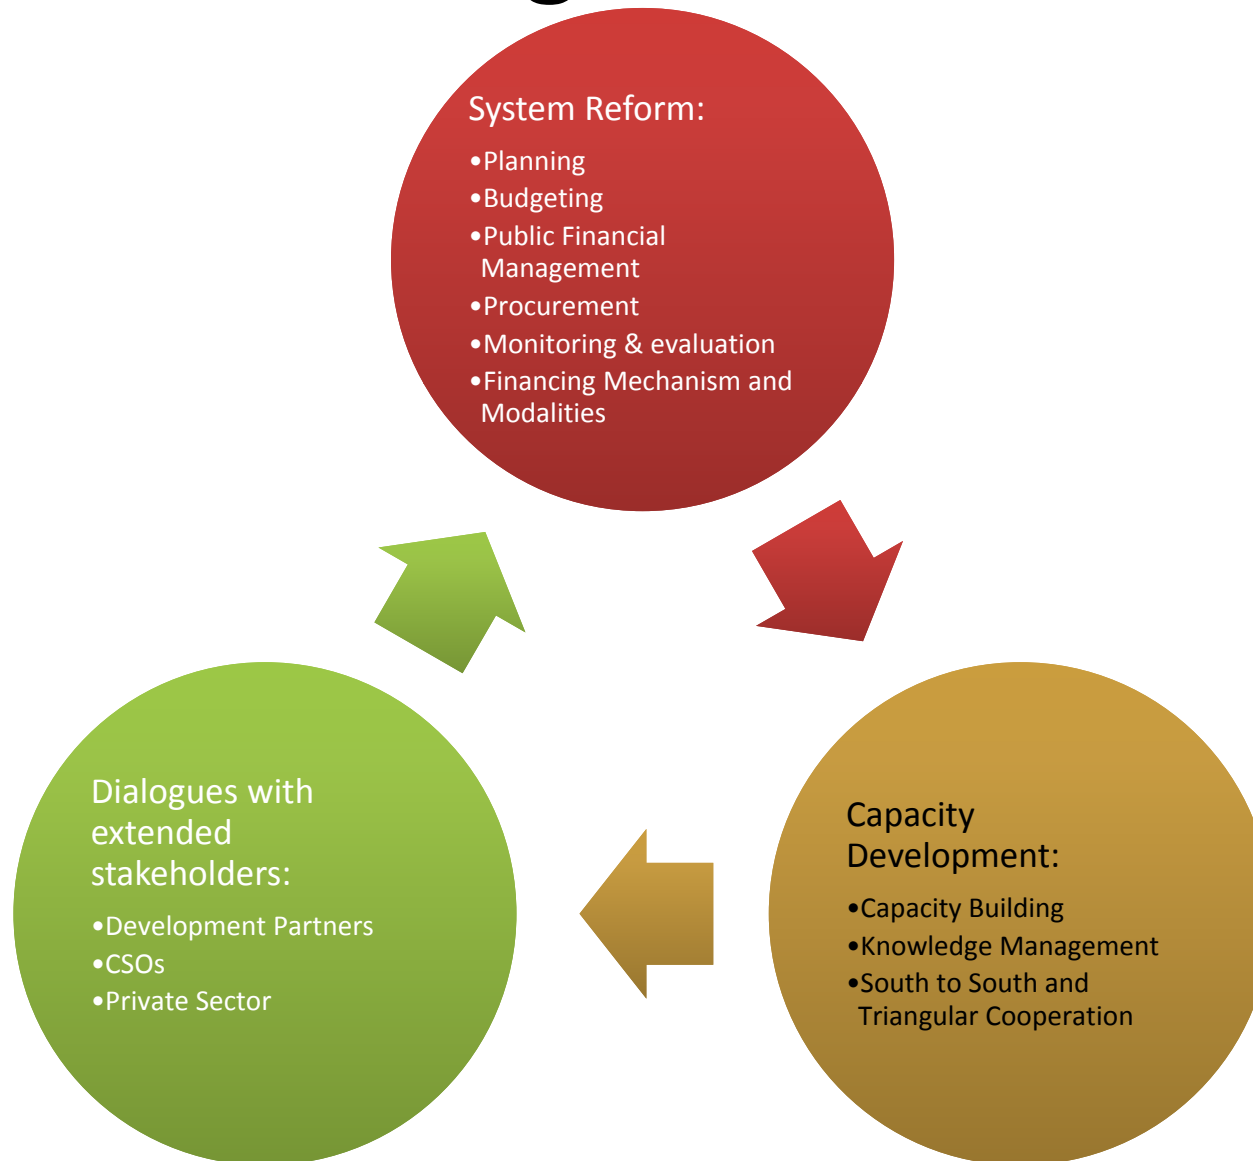 System Reform:
•Planning
•Budgeting
•Public Financial
Management
•Procurement
•Monitoring & evaluation
•Financing Mechanism and
Modalities
Dialogues with
extended
stakeholders:
•Development Partners
•CSOs
•Private Sector
Capacity
Development:
•Capacity Building
•Knowledge Management
•South to South and
Triangular Cooperation